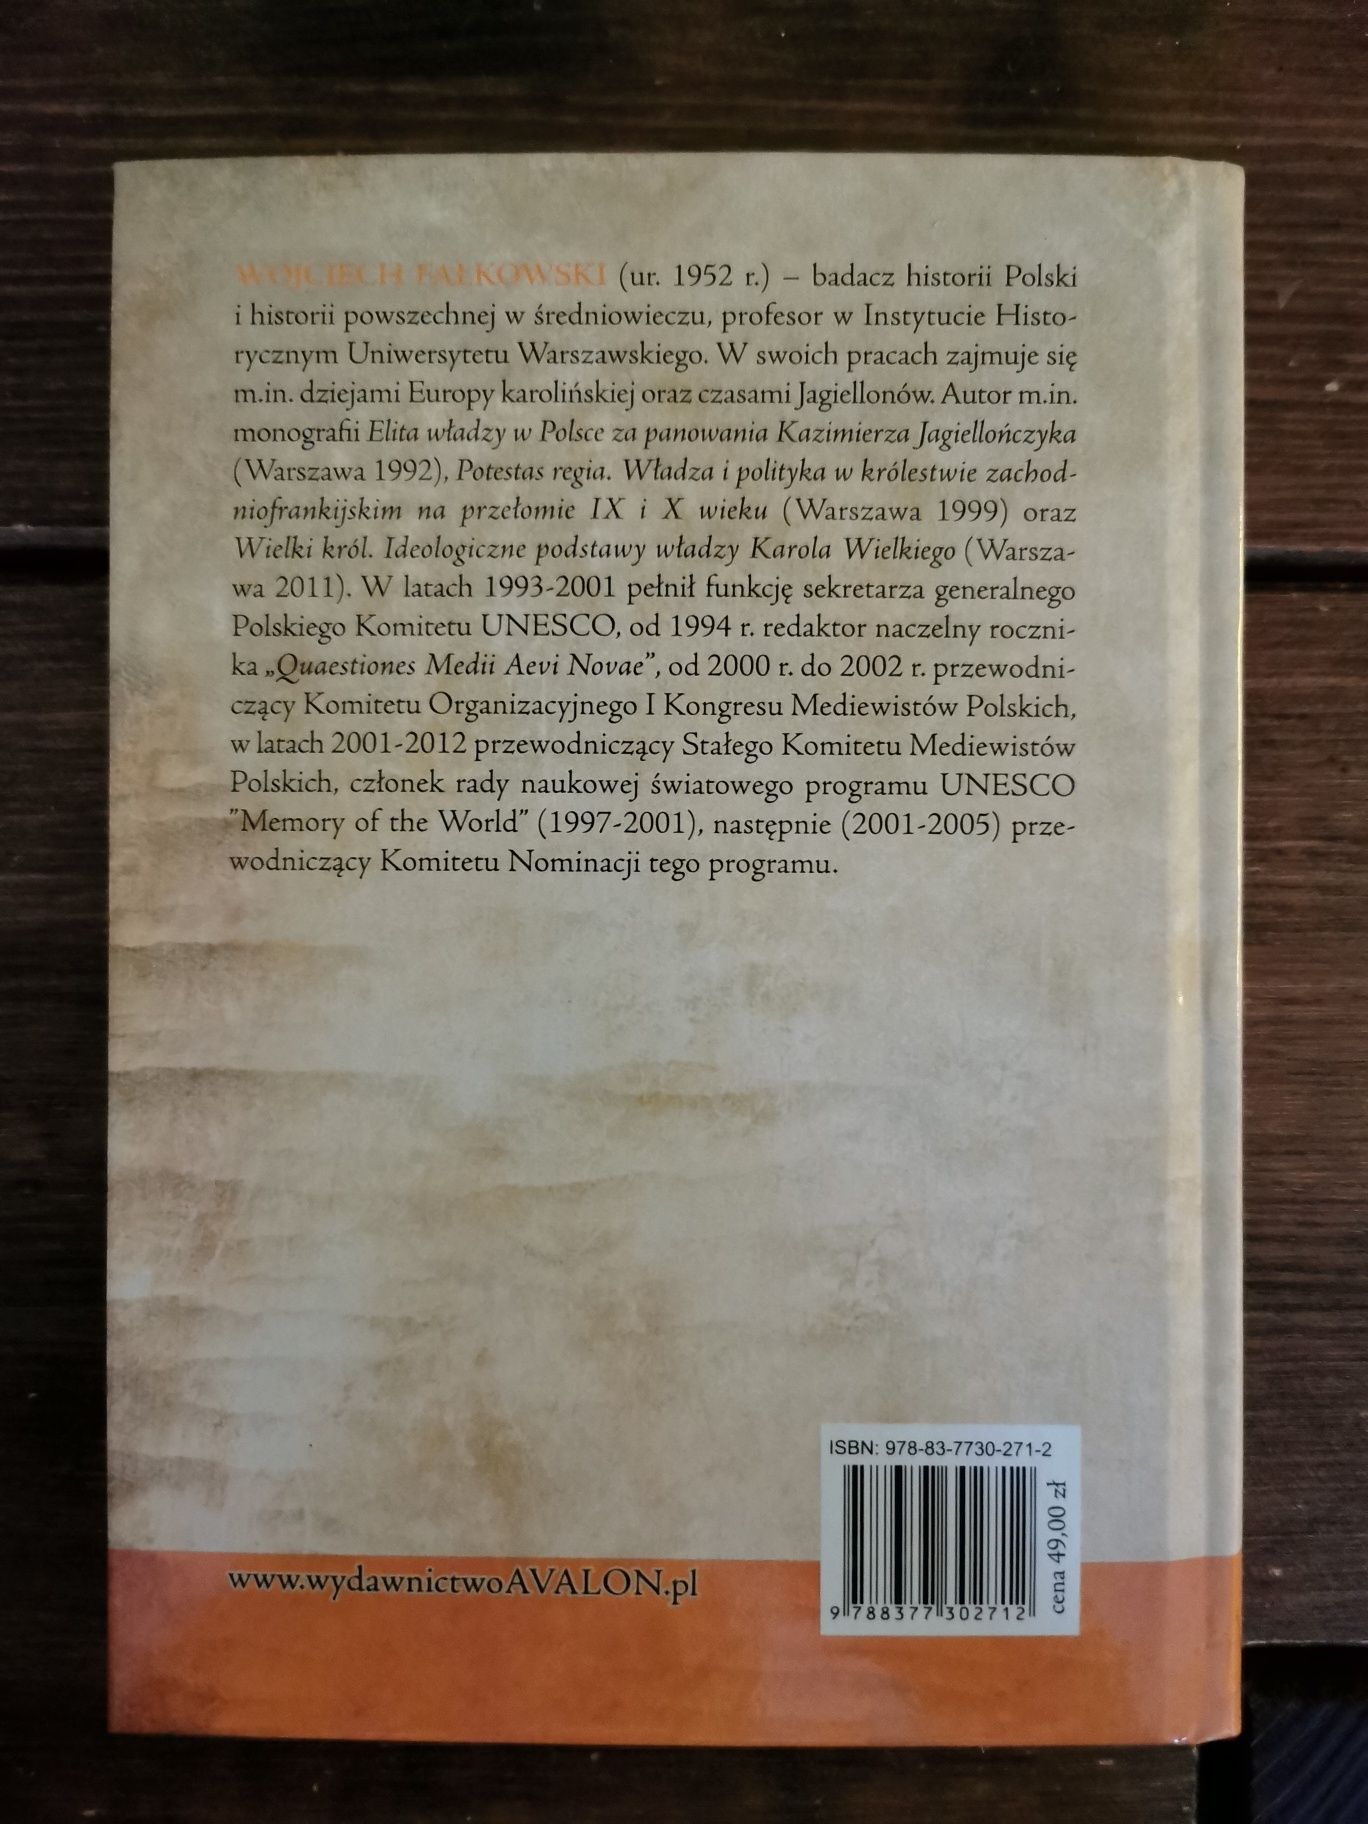 WOJCIECH FAŁKOWSKI (ur. 1952 r.) – badacz historii Polski
i historii powszechnej w średniowieczu, profesor w Instytucie Histo-
rycznym Uniwersytetu Warszawskiego. W swoich pracach zajmuje się
m.in. dziejami Europy karolińskiej oraz czasami Jagiellonów. Autor m.in.
monografii Elita władzy w Polsce za panowania Kazimierza Jagiellończyka
(Warszawa 1992), Potestas regia. Władza i polityka w królestwie zachod-
niofrankijskim na przełomie IX i X wieku (Warszawa 1999) oraz
Wielki król. Ideologiczne podstawy władzy Karola Wielkiego (Warsza-
wa 2011). W latach 1993-2001 pełnił funkcję sekretarza generalnego
Polskiego Komitetu UNESCO, od 1994 r. redaktor naczelny roczni-
ka „Quaestiones Medii Aevi Novae”, od 2000 r. do 2002 r. przewodni-
czący Komitetu Organizacyjnego I Kongresu Mediewistów Polskich,
w latach 2001-2012 przewodniczący Stałego Komitetu Mediewistów
Polskich, członek rady naukowej światowego programu UNESCO
”Memory of the World” (1997-2001), następnie (2001-2005) prze-
wodniczący Komitetu Nominacji tego programu.
ISBN: 978-83-7730-271-2
cena 49,00 zł
9 788377 302712
www.wydawnictwoAVALON.pl